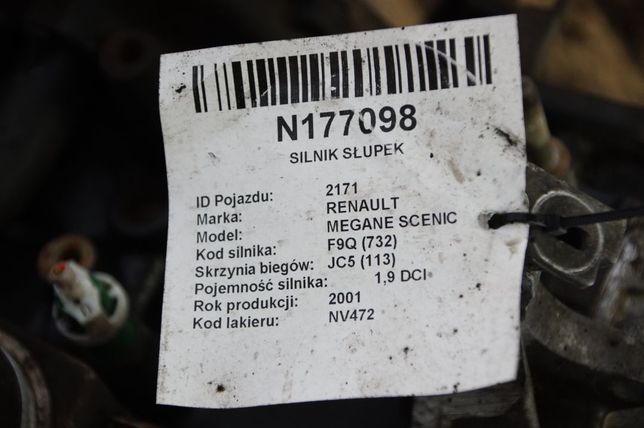 N177098
SILNIK SŁUPEK
ID Pojazdu: 2171
Marka: RENAULT
Model: MEGANE SCENIC
Kod silnika: F9Q (732)
Skrzynia biegów: JC5 (113)
Pojemność silnika: 1,9 DCI
Rok produkcji: 2001
Kod lakieru: NV472